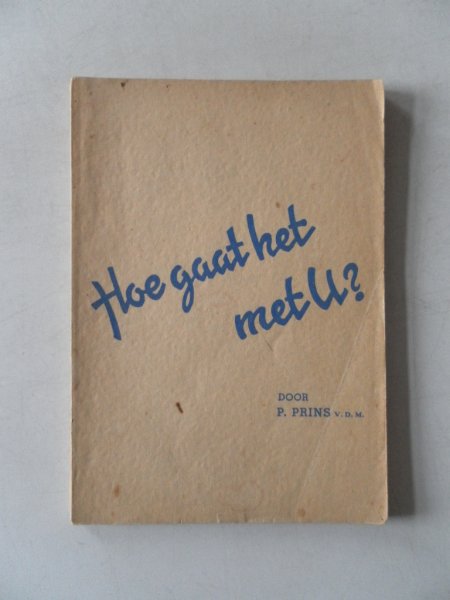 Hoe gaat het
met U?
DOOR
P. PRINS V. D. M.